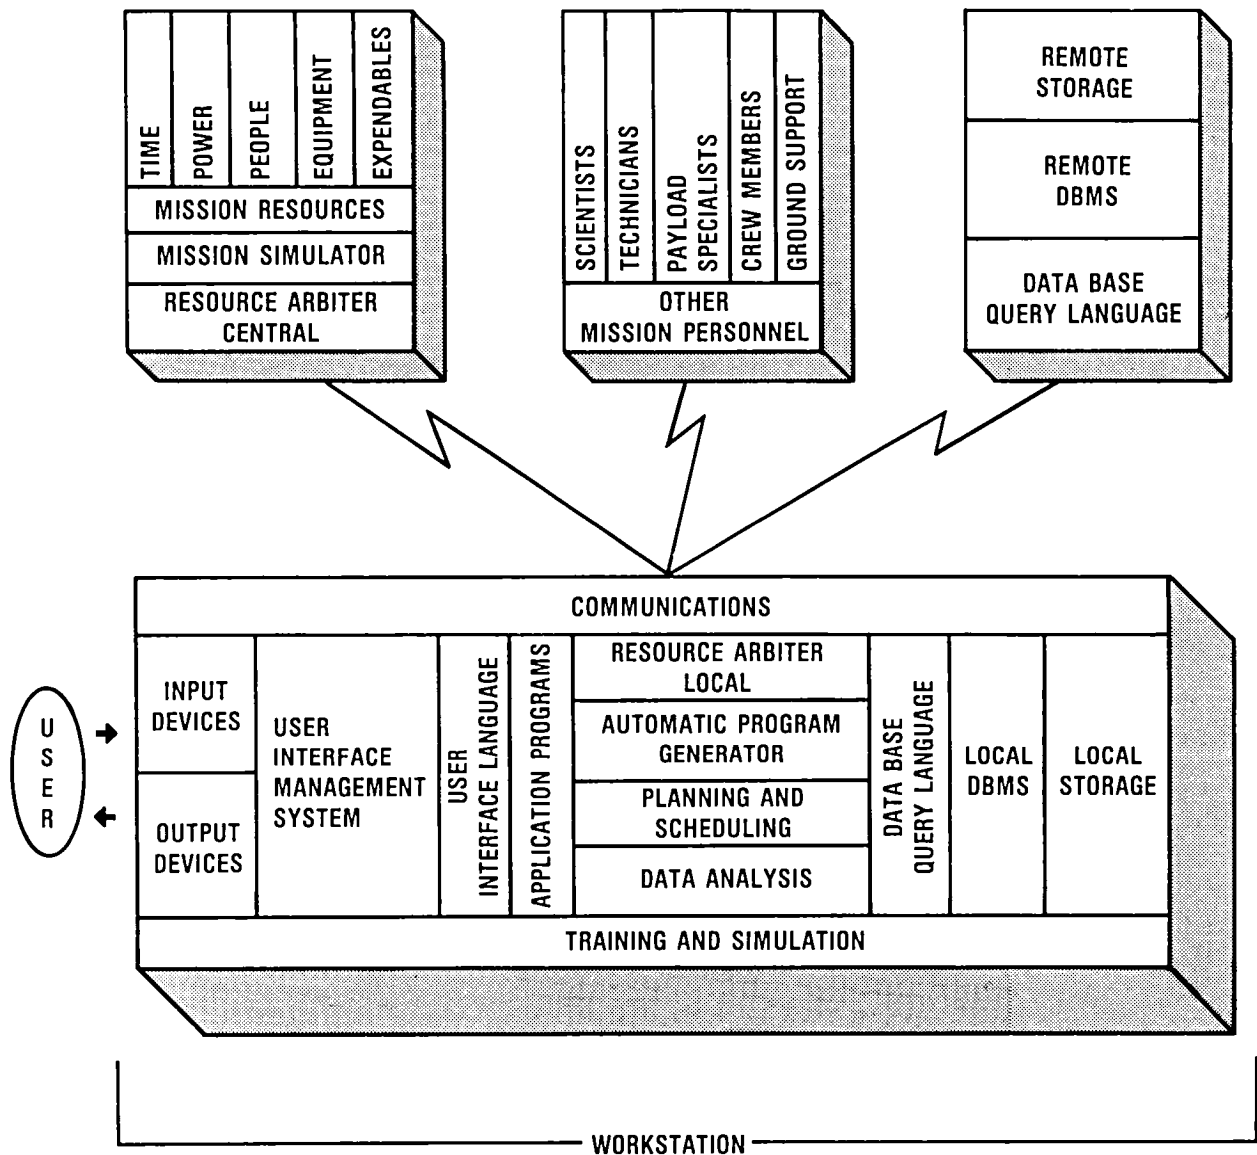 TIME
POWER
PEOPLE
EQUIPMENT
EXPENDABLES
MISSION RESOURCES
MISSION SIMULATOR
RESOURCE ARBITER
CENTRAL
SCIENTISTS
TECHNICIANS
PAYLOAD
SPECIALISTS
CREW MEMBERS
GROUND SUPPORT
OTHER
MISSION PERSONNEL
REMOTE
STORAGE
REMOTE
DBMS
DATA BASE
QUERY LANGUAGE
COMMUNICATIONS
USER
INPUT
DEVICES
OUTPUT
DEVICES
USER
INTERFACE
MANAGEMENT
SYSTEM
USER
INTERFACE LANGUAGE
APPLICATION PROGRAMS
RESOURCE ARBITER
LOCAL
AUTOMATIC PROGRAM
GENERATOR
PLANNING AND
SCHEDULING
DATA ANALYSIS
DATA BASE
QUERY LANGUAGE
LOCAL
DBMS
LOCAL
STORAGE
TRAINING AND SIMULATION
WORKSTATION